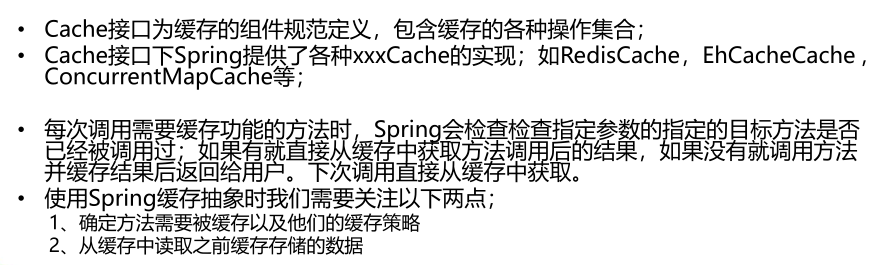 • Cache接口为缓存的组件规范定义，包含缓存的各种操作集合；
• Cache接口下Spring提供了各种xxxCache的实现；如RedisCache，EhCacheCache ,
ConcurrentMapCache等；
• 每次调用需要缓存功能的方法时，Spring会检查检查指定参数的指定的目标方法是否
已经被调用过；如果有就直接从缓存中获取方法调用后的结果，如果没有就调用方法
并缓存结果后返回给用户。下次调用直接从缓存中获取。
• 使用Spring缓存抽象时我们需要关注以下两点；
1、确定方法需要被缓存以及他们的缓存策略
2、从缓存中读取之前缓存存储的数据